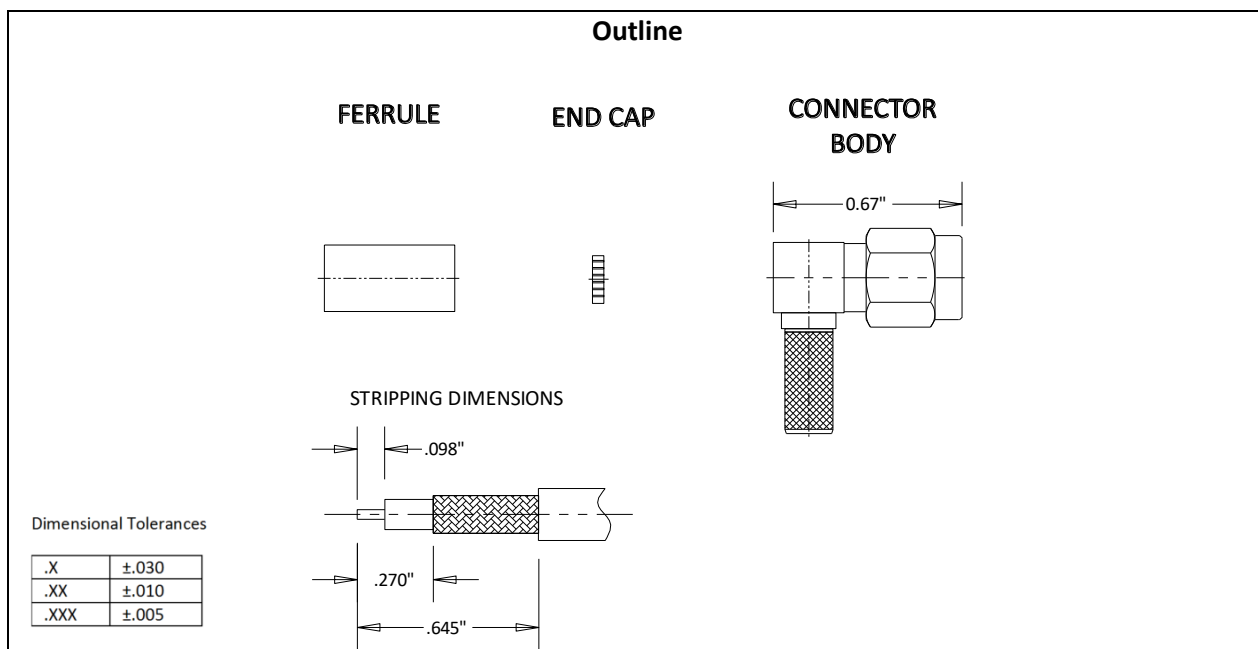 Outline
FERRULE
END CAP
CONNECTOR
BODY
0.67"
STRIPPING DIMENSIONS
.098"
Dimensional Tolerances
.X ±.030
.XX ±.010
.XXX ±.005
.270"
.645"